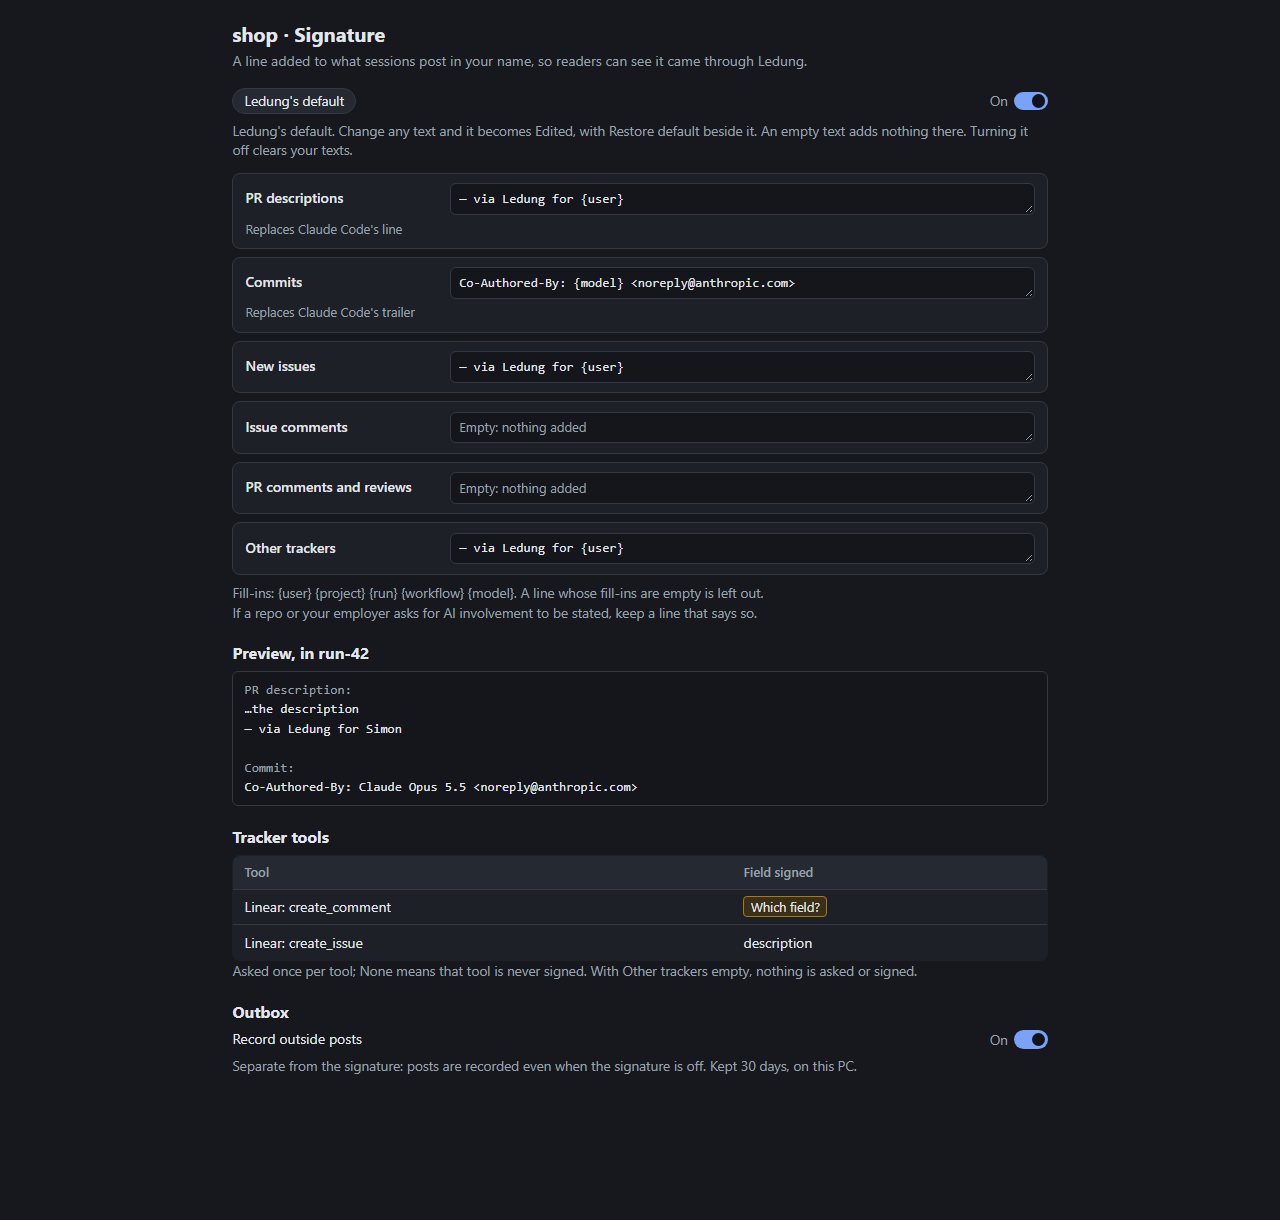 shop · Signature
A line added to what sessions post in your name, so readers can see it came through Ledung.
Ledung's default
On
Ledung's default. Change any text and it becomes Edited, with Restore default beside it. An empty text adds nothing there. Turning it
off clears your texts.
PR descriptions
— via Ledung for {user}
Replaces Claude Code's line
Commits
Co-Authored-By: {model} <noreply@anthropic.com>
Replaces Claude Code's trailer
New issues
— via Ledung for {user}
Issue comments
Empty: nothing added
PR comments and reviews
Empty: nothing added
Other trackers
— via Ledung for {user}
Fill-ins: {user} {project} {run} {workflow} {model}. A line whose fill-ins are empty is left out.
If a repo or your employer asks for AI involvement to be stated, keep a line that says so.
Preview, in run-42
PR description:
…the description
— via Ledung for Simon
Commit:
Co-Authored-By: Claude Opus 5.5 <noreply@anthropic.com>
Tracker tools
Tool
Field signed
Linear: create_comment
Which field?
Linear: create_issue
description
Asked once per tool; None means that tool is never signed. With Other trackers empty, nothing is asked or signed.
Outbox
Record outside posts
On
Separate from the signature: posts are recorded even when the signature is off. Kept 30 days, on this PC.